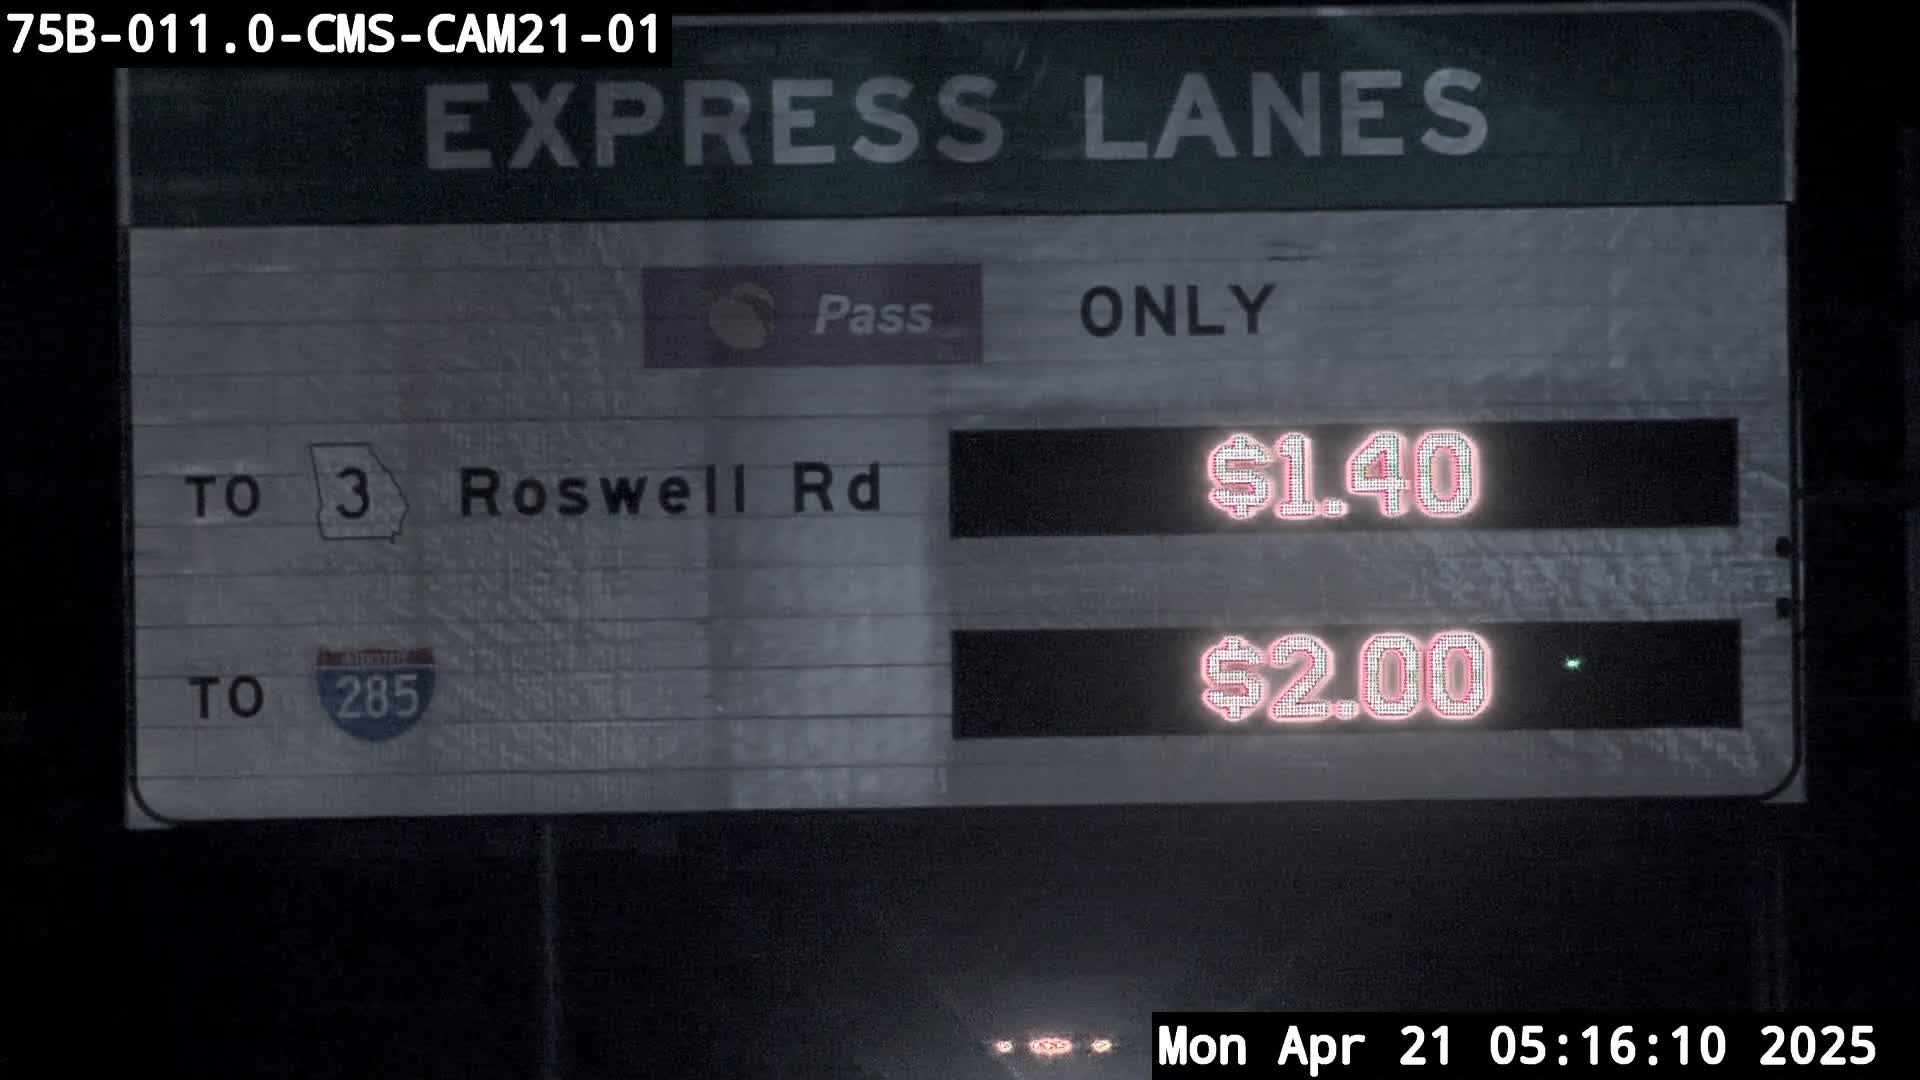 75B-011.0-CMS-CAM21-01
EXPRESS LANES
Pass ONLY
TO 3 Roswell Rd $1.40
INTERSTATE
TO 285 $2.00
Mon Apr 21 05:16:10 2025